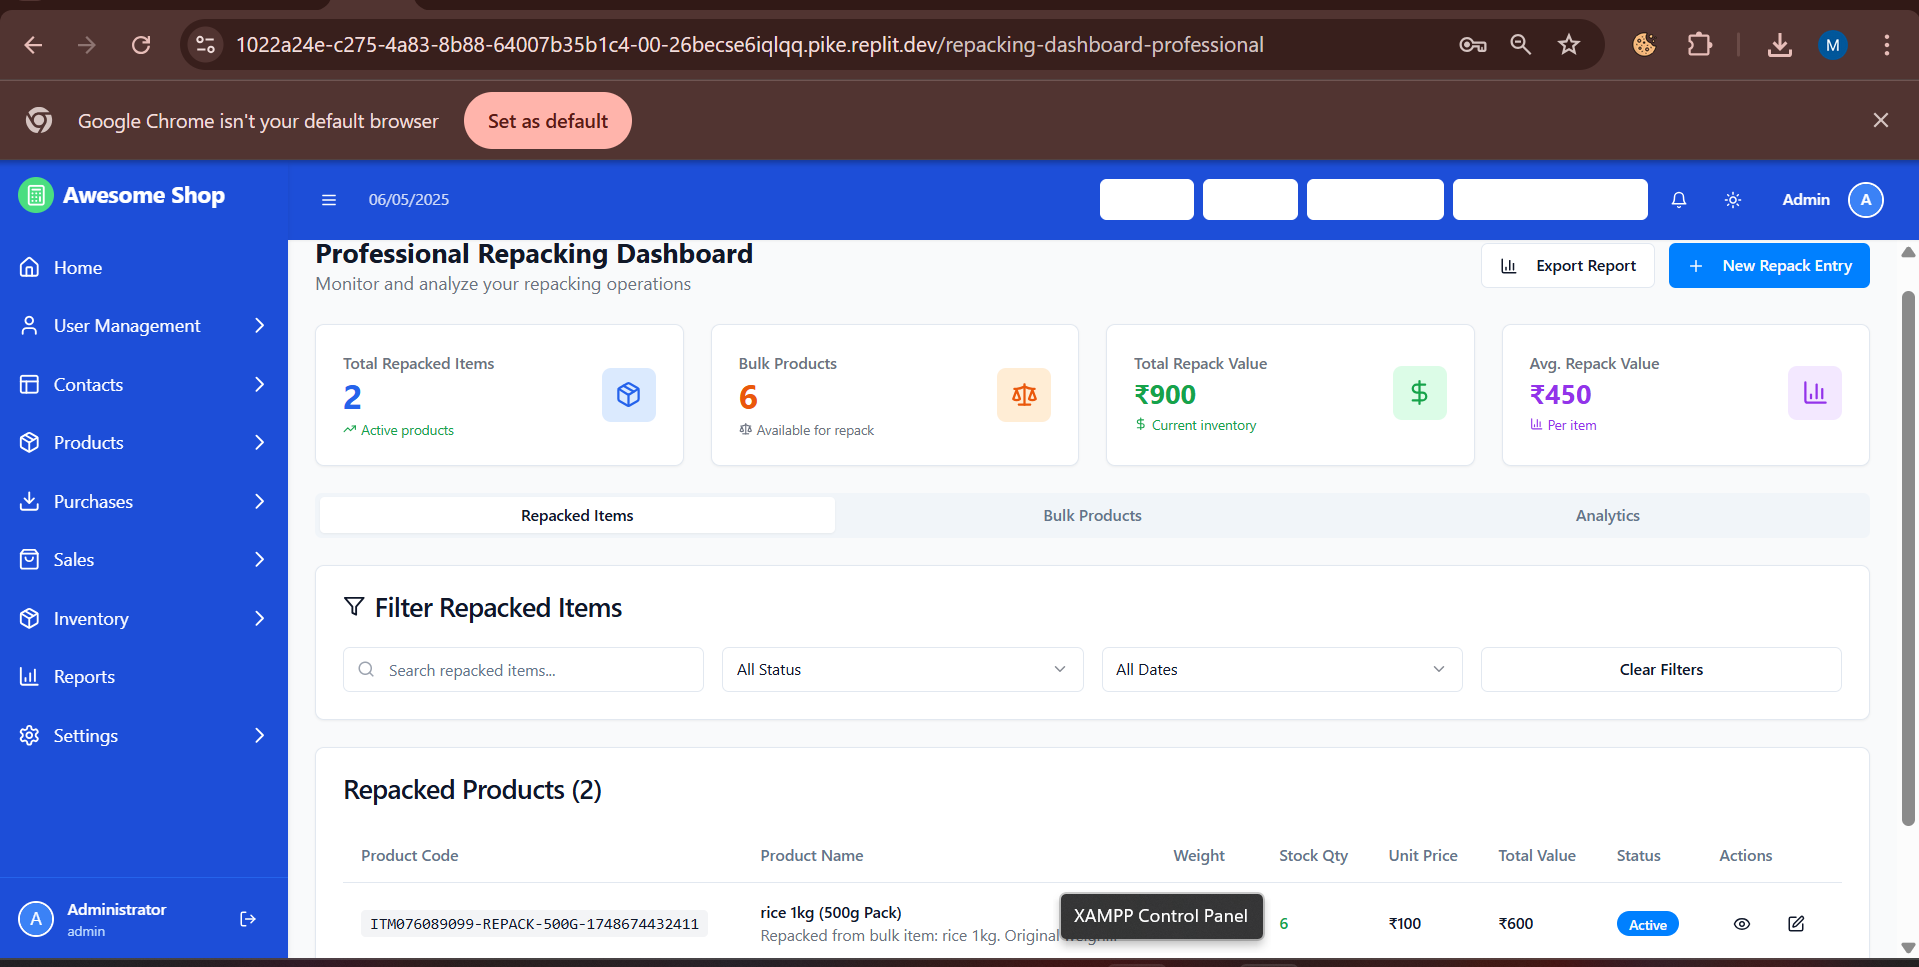 1022a24e-c275-4a83-8b88-64007b35b1c4-00-26becse6iqlqq.pike.replit.dev/repacking-dashboard-professional
M
Google Chrome isn't your default browser
Set as default
Awesome Shop
06/05/2025
Admin
A
Home
User Management
Contacts
Products
Purchases
Sales
Inventory
Reports
Settings
A
Administrator
admin
Professional Repacking Dashboard
Monitor and analyze your repacking operations
Export Report
New Repack Entry
Total Repacked Items
2
Active products
Bulk Products
6
Available for repack
Total Repack Value
₹900
Current inventory
Avg. Repack Value
₹450
Per item
Repacked Items
Bulk Products
Analytics
Filter Repacked Items
Search repacked items...
All Status
All Dates
Clear Filters
Repacked Products (2)
Product Code
Product Name
Weight
Stock Qty
Unit Price
Total Value
Status
Actions
ITM076089099-REPACK-500G-1748674432411
rice 1kg (500g Pack)
Repacked from bulk item: rice 1kg. Original
XAMPP Control Panel
6
₹100
₹600
Active